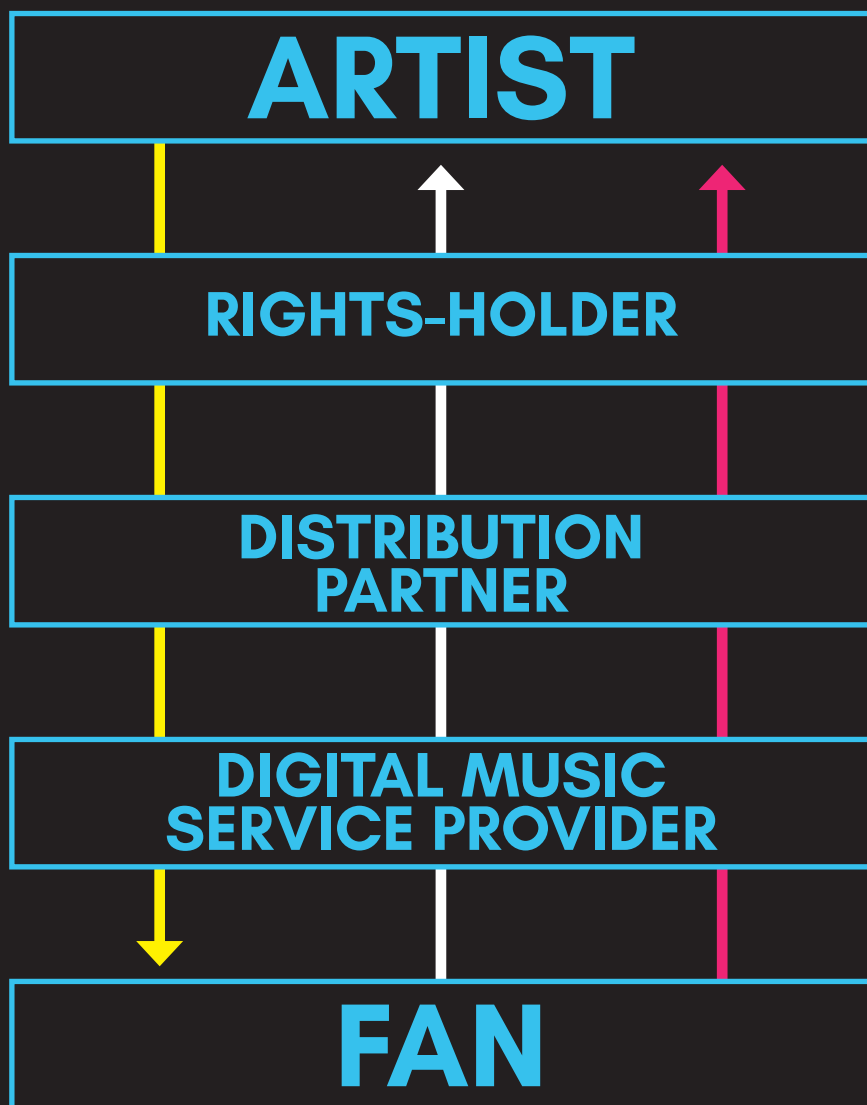 ARTIST
RIGHTS-HOLDER
DISTRIBUTION
PARTNER
DIGITAL MUSIC
SERVICE PROVIDER
FAN